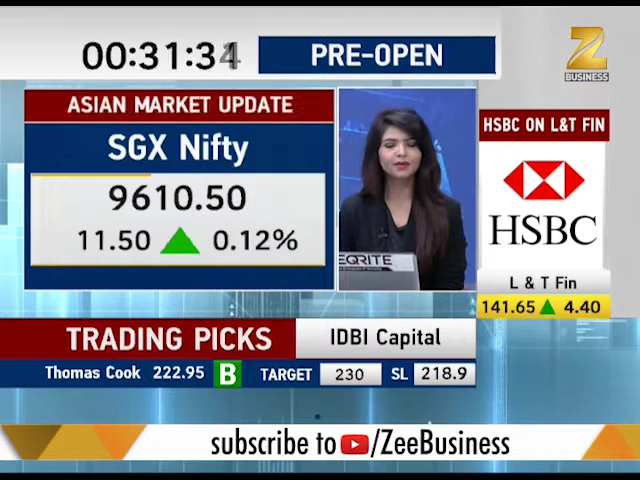 00:31:34
PRE-OPEN
Z
BUSINESS
ASIAN MARKET UPDATE
SGX Nifty
9610.50
11.50 0.12%
EQRITE
HSBC ON L&T FIN
HSBC
L & T Fin
141.65 4.40
TRADING PICKS
IDBI Capital
Thomas Cook 222.95 B TARGET 230 SL 218.9
subscribe to /ZeeBusiness